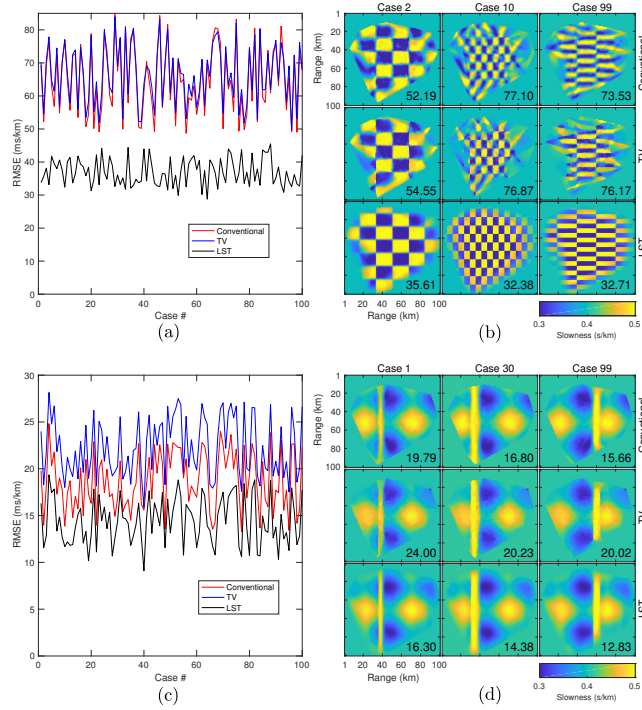 80
70
60
50
40
30
20
10
0
RMSE (ms/km)
Conventional
TV
LST
0 20 40 60 80 100
Case #
(a)
Case 2 Case 10 Case 99
1
20
40
60
80
100
Range (km)
52.19 77.10 73.53
Conventional
54.55 76.87 76.17
TV
35.61 32.38 32.71
LST
1 20 40 60 80 100
Range (km)
0.3 0.4 0.5
Slowness (s/km)
(b)
30
25
20
15
10
5
0
RMSE (ms/km)
Conventional
TV
LST
0 20 40 60 80 100
Case #
(c)
Case 1 Case 30 Case 99
1
20
40
60
80
100
Range (km)
19.79 16.80 15.66
Conventional
24.00 20.23 20.02
TV
16.30 14.38 12.83
LST
1 20 40 60 80 100
Range (km)
0.3 0.4 0.5
Slowness (s/km)
(d)